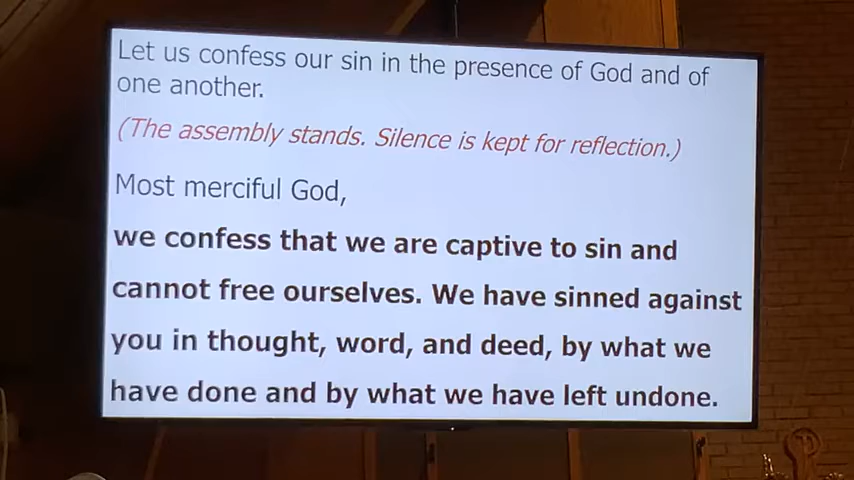 Let us confess our sin in the presence of God and of
one another.
(The assembly stands. Silence is kept for reflection.)
Most merciful God,
we confess that we are captive to sin and
cannot free ourselves. We have sinned against
you in thought, word, and deed, by what we
have done and by what we have left undone.